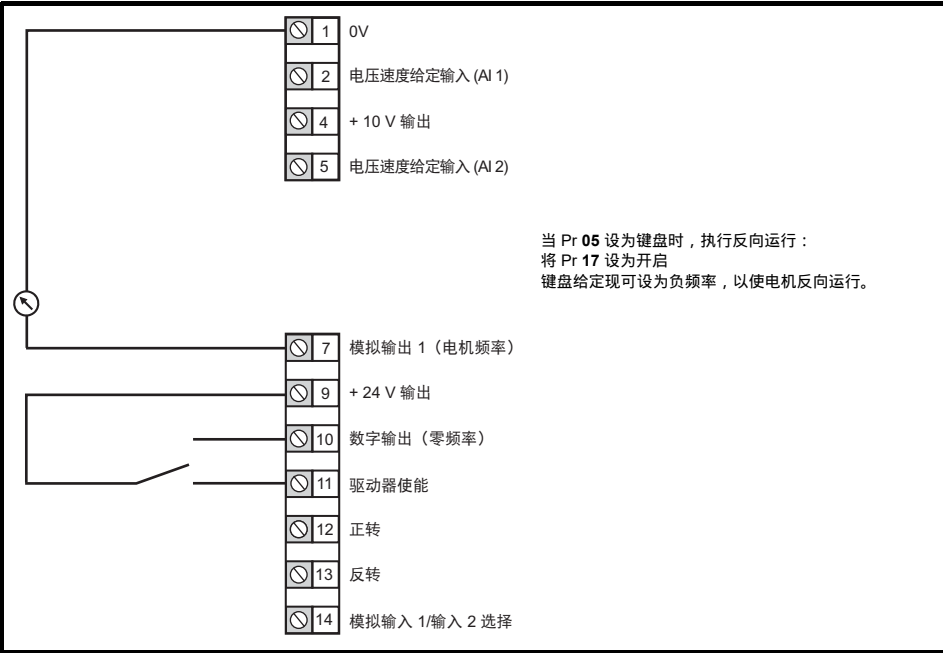 1 0V
2 电压速度给定输入 (AI 1)
4 + 10 V 输出
5 电压速度给定输入 (AI 2)
当 Pr 05 设为键盘时，执行反向运行：
将 Pr 17 设为开启
键盘给定现可设为负频率，以使电机反向运行。
7 模拟输出 1（电机频率）
9 + 24 V 输出
10 数字输出（零频率）
11 驱动器使能
12 正转
13 反转
14 模拟输入 1/输入 2 选择